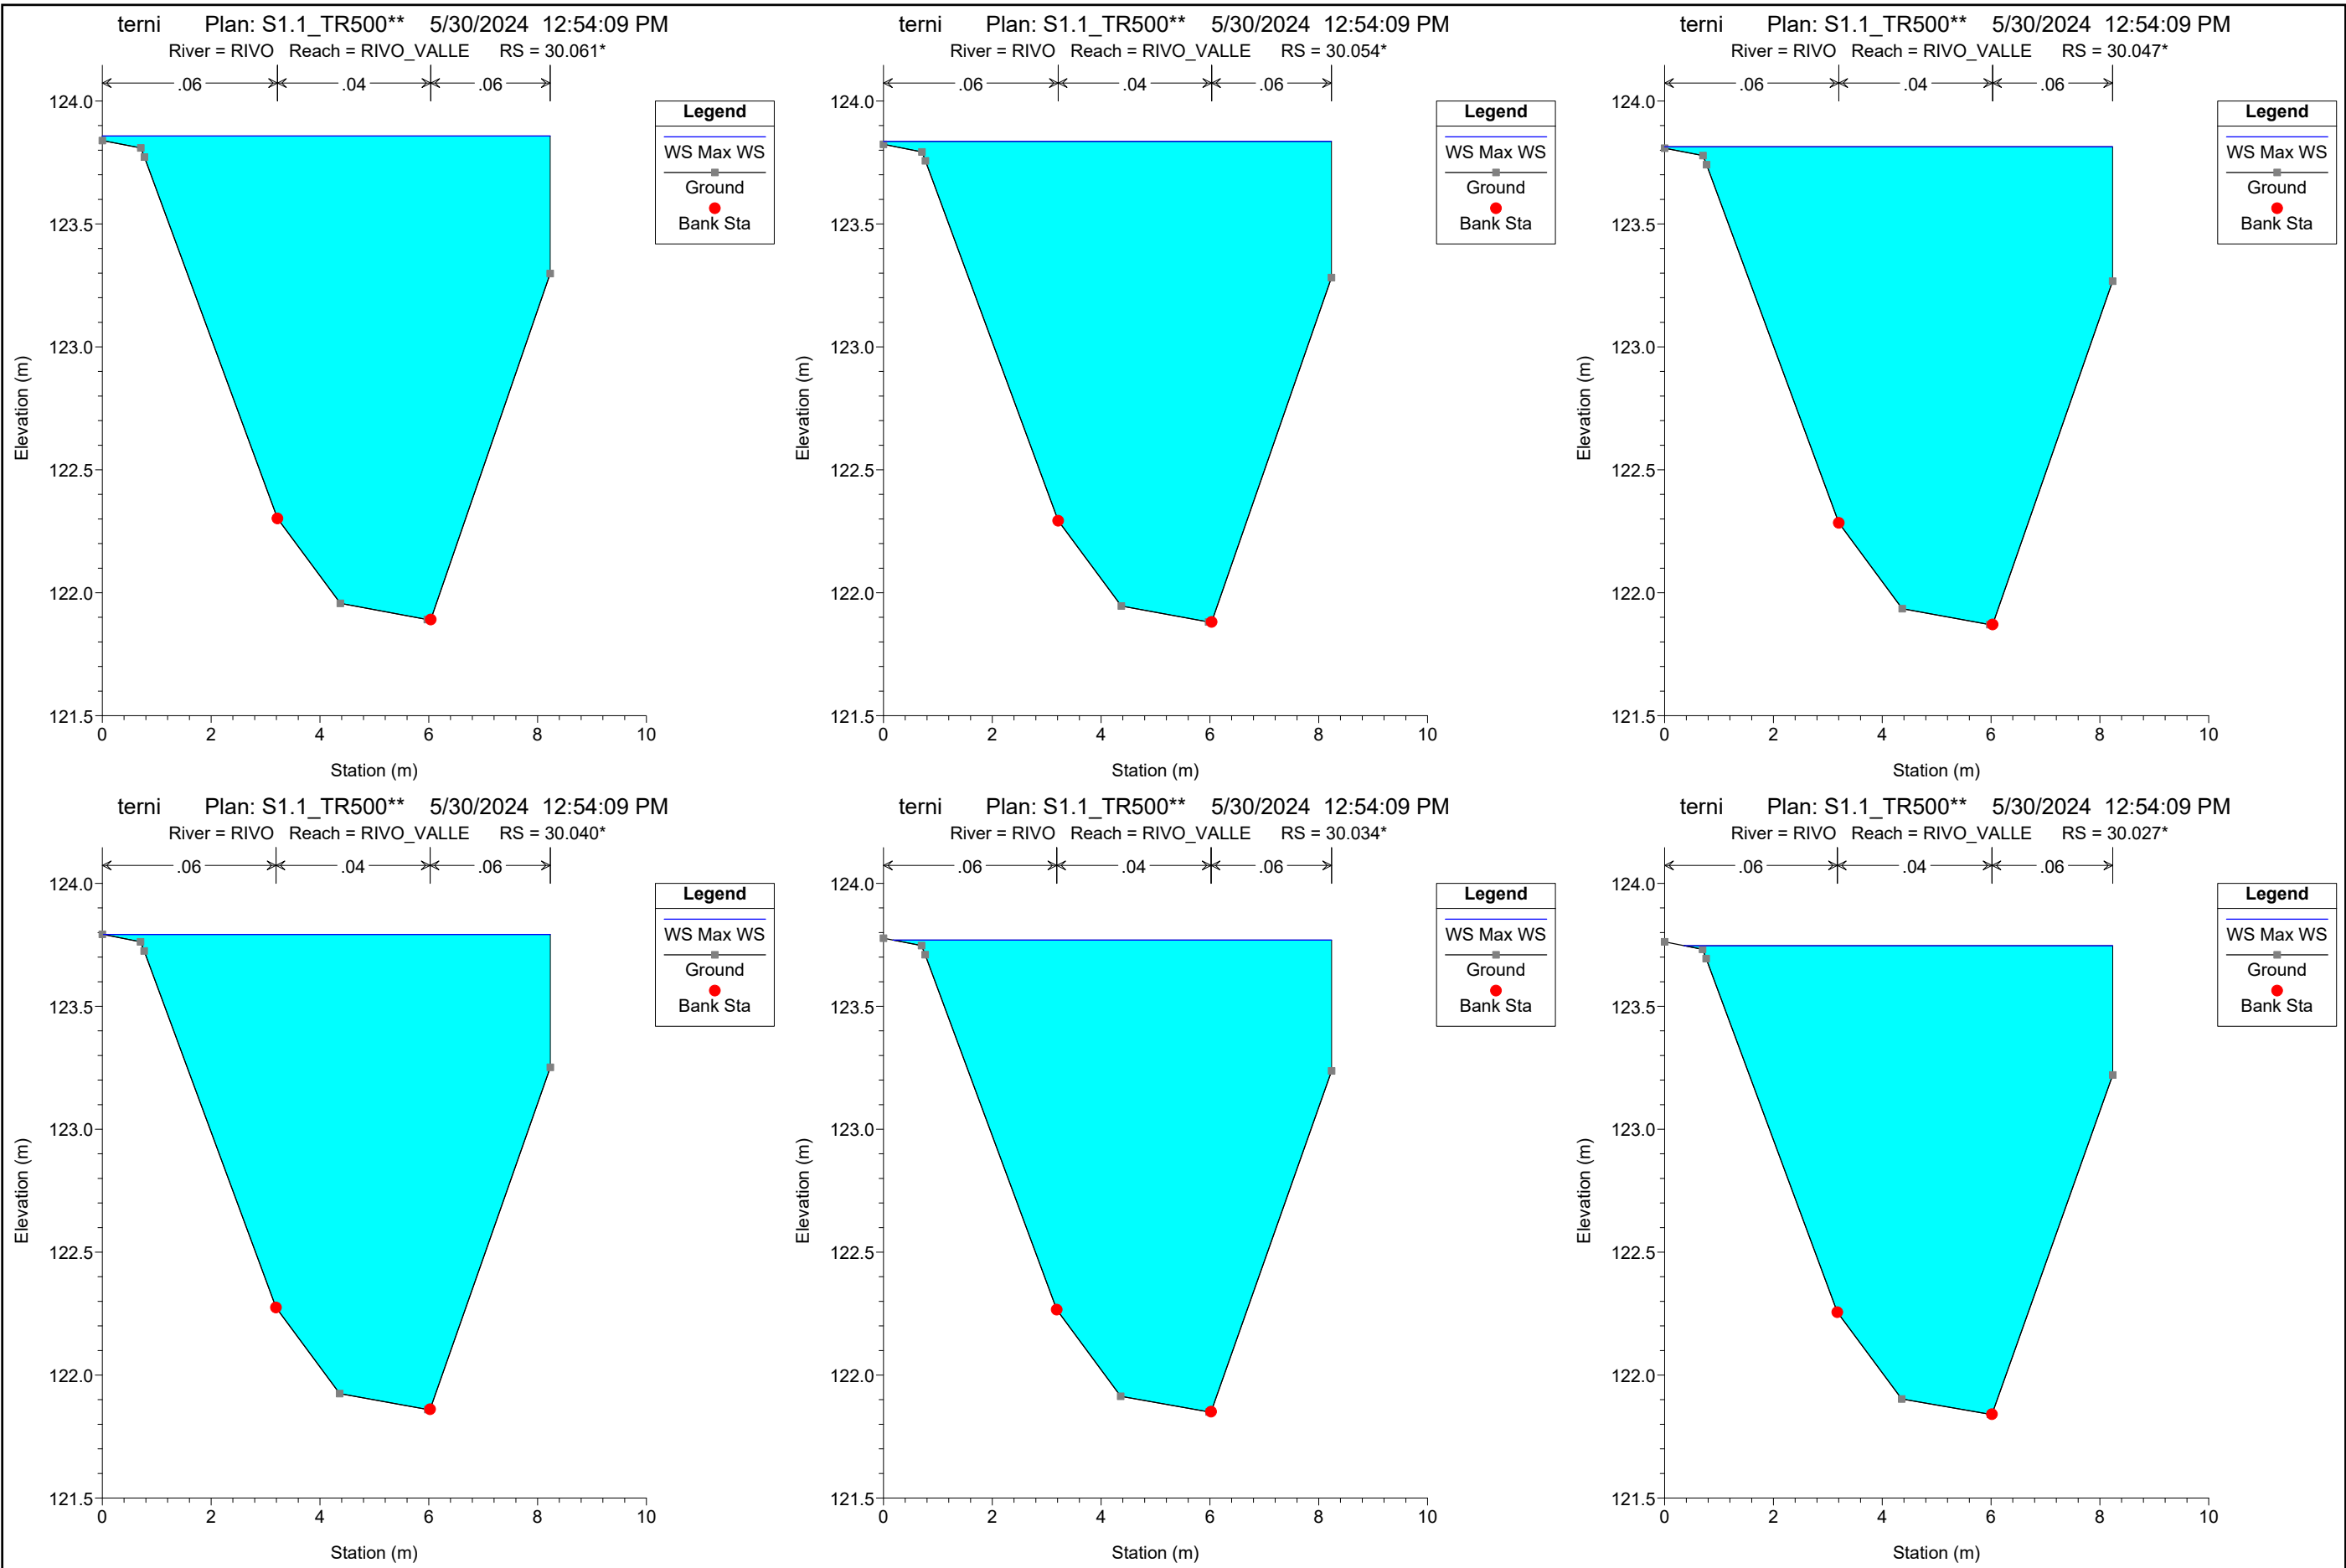 terni Plan: S1.1_TR500** 5/30/2024 12:54:09 PM
River = RIVO Reach = RIVO_VALLE RS = 30.061*
.06 .04 .06
124.0
123.5
123.0
122.5
122.0
121.5
0 2 4 6 8 10
Station (m)
Elevation (m)
Legend
WS Max WS
Ground
Bank Sta
terni Plan: S1.1_TR500** 5/30/2024 12:54:09 PM
River = RIVO Reach = RIVO_VALLE RS = 30.054*
.06 .04 .06
124.0
123.5
123.0
122.5
122.0
121.5
0 2 4 6 8 10
Station (m)
Elevation (m)
Legend
WS Max WS
Ground
Bank Sta
terni Plan: S1.1_TR500** 5/30/2024 12:54:09 PM
River = RIVO Reach = RIVO_VALLE RS = 30.047*
.06 .04 .06
124.0
123.5
123.0
122.5
122.0
121.5
0 2 4 6 8 10
Station (m)
Elevation (m)
Legend
WS Max WS
Ground
Bank Sta
terni Plan: S1.1_TR500** 5/30/2024 12:54:09 PM
River = RIVO Reach = RIVO_VALLE RS = 30.040*
.06 .04 .06
124.0
123.5
123.0
122.5
122.0
121.5
0 2 4 6 8 10
Station (m)
Elevation (m)
Legend
WS Max WS
Ground
Bank Sta
terni Plan: S1.1_TR500** 5/30/2024 12:54:09 PM
River = RIVO Reach = RIVO_VALLE RS = 30.034*
.06 .04 .06
124.0
123.5
123.0
122.5
122.0
121.5
0 2 4 6 8 10
Station (m)
Elevation (m)
Legend
WS Max WS
Ground
Bank Sta
terni Plan: S1.1_TR500** 5/30/2024 12:54:09 PM
River = RIVO Reach = RIVO_VALLE RS = 30.027*
.06 .04 .06
124.0
123.5
123.0
122.5
122.0
121.5
0 2 4 6 8 10
Station (m)
Elevation (m)
Legend
WS Max WS
Ground
Bank Sta